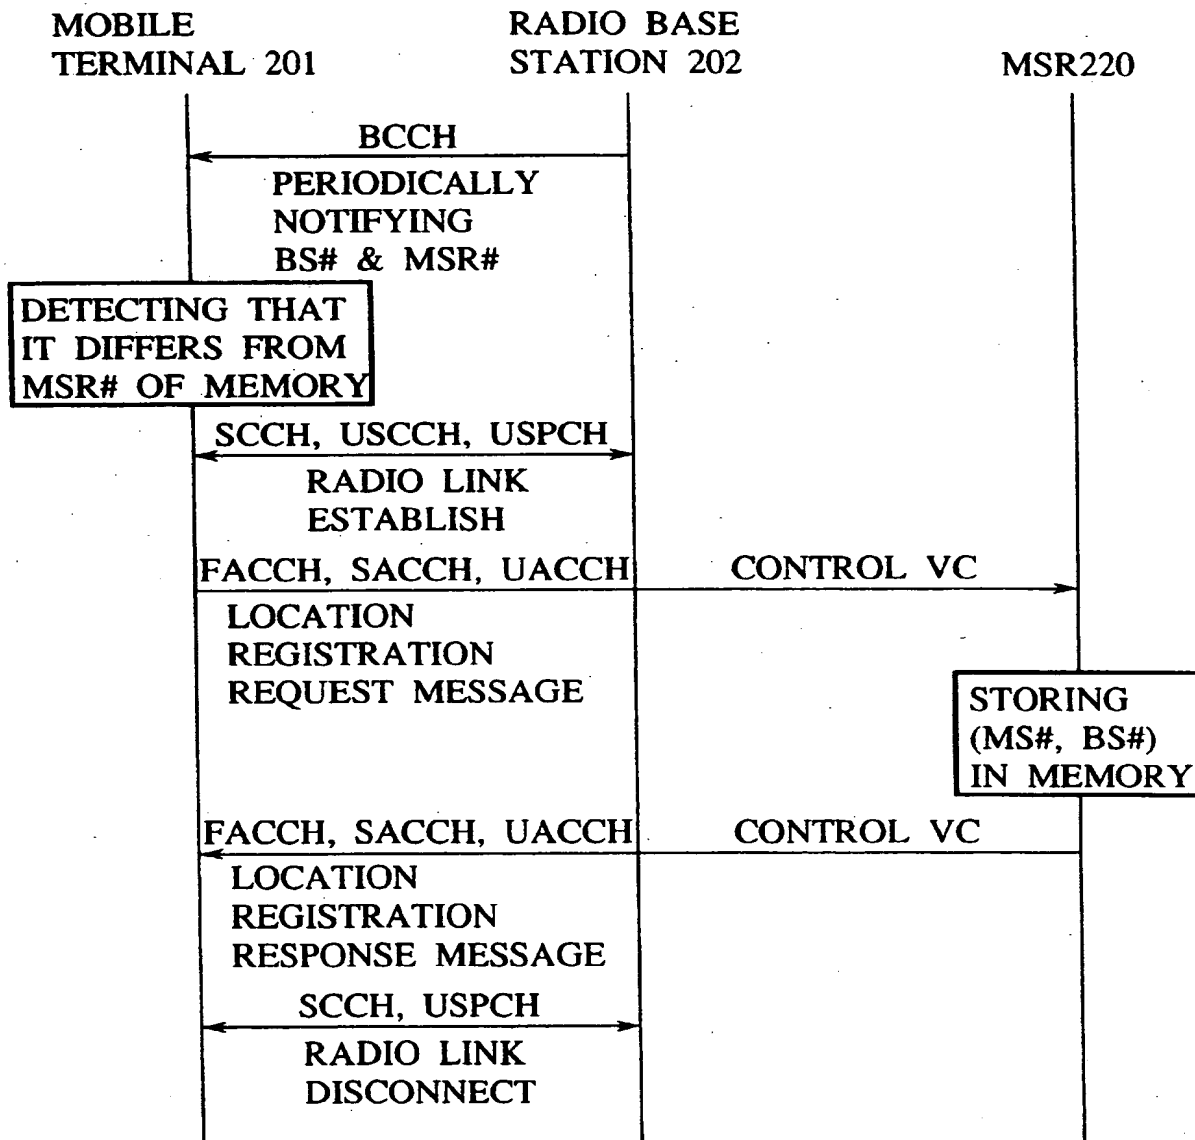 MOBILE
TERMINAL 201
RADIO BASE
STATION 202
MSR220
BCCH
PERIODICALLY
NOTIFYING
BS# & MSR#
DETECTING THAT
IT DIFFERS FROM
MSR# OF MEMORY
SCCH, USCCH, USPCH
RADIO LINK
ESTABLISH
FACCH, SACCH, UACCH
CONTROL VC
LOCATION
REGISTRATION
REQUEST MESSAGE
STORING
(MS#, BS#)
IN MEMORY
FACCH, SACCH, UACCH
CONTROL VC
LOCATION
REGISTRATION
RESPONSE MESSAGE
SCCH, USPCH
RADIO LINK
DISCONNECT